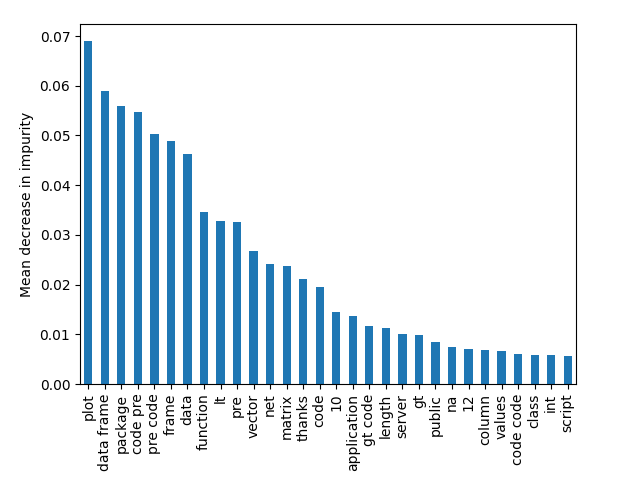 0.07
0.06
0.05
0.04
0.03
0.02
0.01
0.00
Mean decrease in impurity
plot
data frame
package
code pre
pre code
frame
data
function
lt
pre
vector
net
matrix
thanks
code
10
application
gt code
length
server
gt
public
na
12
column
values
code code
class
int
script